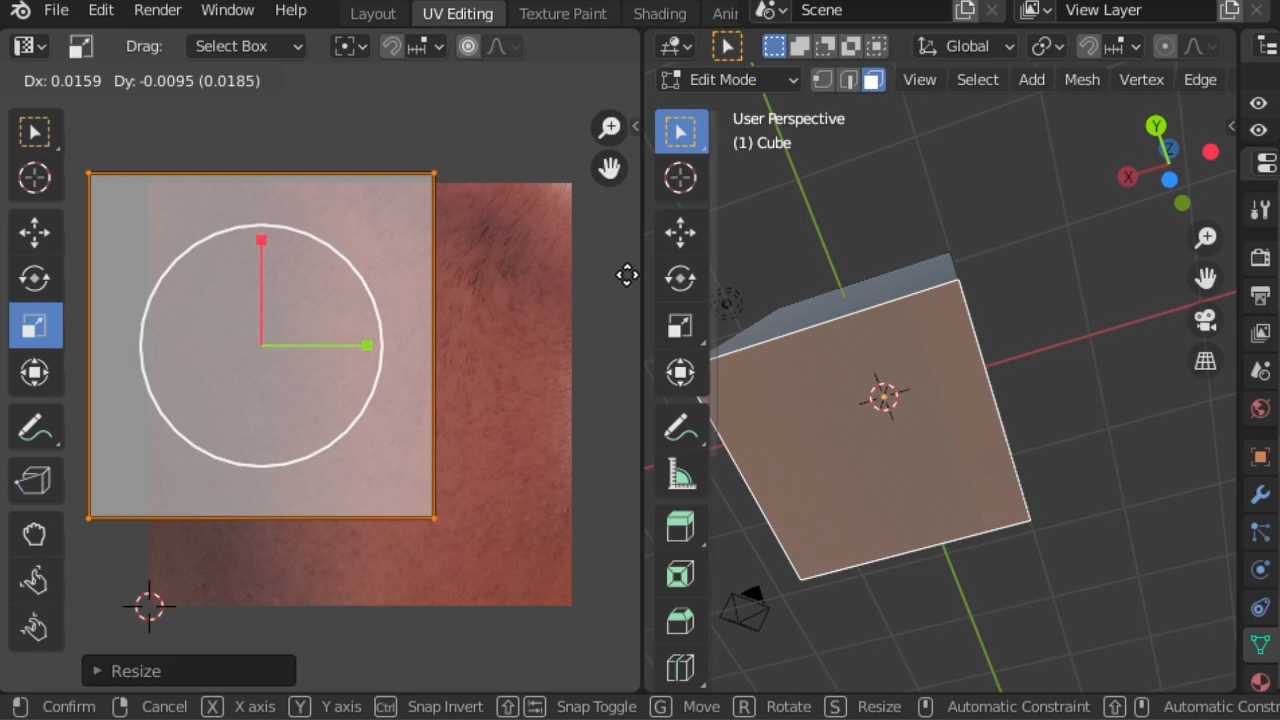 File Edit Render Window Help
Layout UV Editing Texture Paint Shading Ani
Scene View Layer
Drag: Select Box
Global
Dx: 0.0159 Dy: -0.0095 (0.0185)
Edit Mode View Select Add Mesh Vertex Edge
User Perspective
(1) Cube
Y
Z
X
Resize
Confirm Cancel X X axis Y Y axis Ctrl Snap Invert Snap Toggle G Move R Rotate S Resize Automatic Constraint Automatic Constr